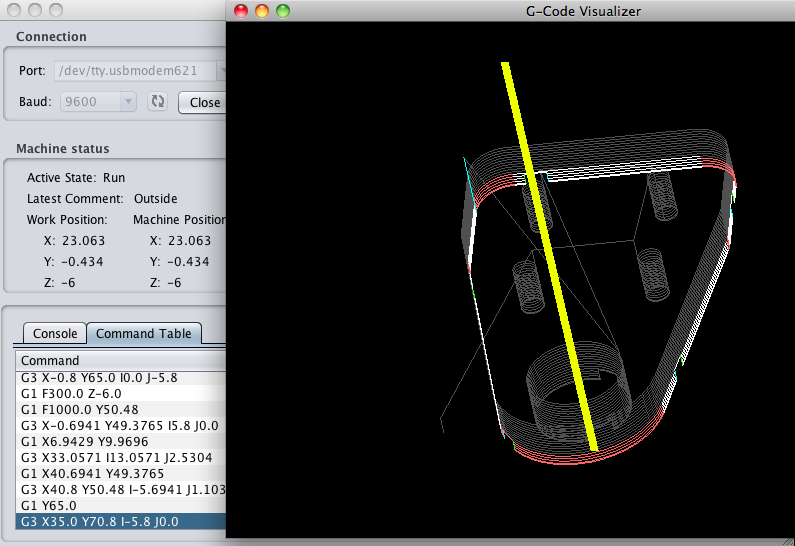 G-Code Visualizer
Connection
Port: /dev/tty.usbmodem621
Baud: 9600 Close
Machine status
Active State: Run
Latest Comment: Outside
Work Position: Machine Position
X: 23.063 X: 23.063
Y: -0.434 Y: -0.434
Z: -6 Z: -6
Console Command Table
Command
G3 X-0.8 Y65.0 I0.0 J-5.8
G1 F300.0 Z-6.0
G1 F1000.0 Y50.48
G3 X-0.6941 Y49.3765 I5.8 J0.0
G1 X6.9429 Y9.9696
G3 X33.0571 I13.0571 J2.5304
G1 X40.6941 Y49.3765
G3 X40.8 Y50.48 I-5.6941 J1.103
G1 Y65.0
G3 X35.0 Y70.8 I-5.8 J0.0